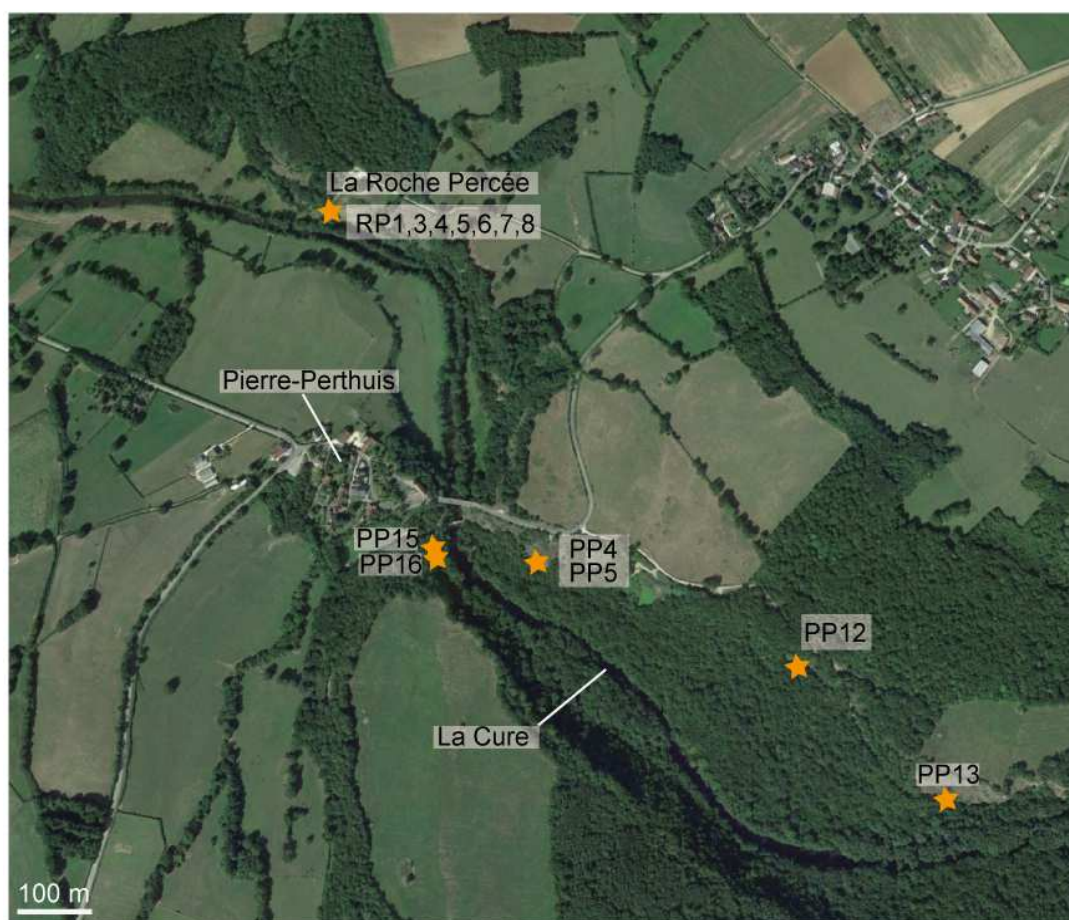 La Roche Percée
RP1,3,4,5,6,7,8
Pierre-Perthuis
PP15
PP16
PP4
PP5
PP12
La Cure
PP13
100 m